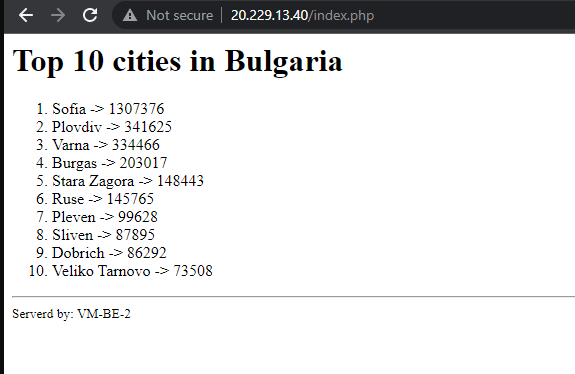 Not secure | 20.229.13.40/index.php
Top 10 cities in Bulgaria
1. Sofia -> 1307376
2. Plovdiv -> 341625
3. Varna -> 334466
4. Burgas -> 203017
5. Stara Zagora -> 148443
6. Ruse -> 145765
7. Pleven -> 99628
8. Sliven -> 87895
9. Dobrich -> 86292
10. Veliko Tarnovo -> 73508
Serverd by: VM-BE-2